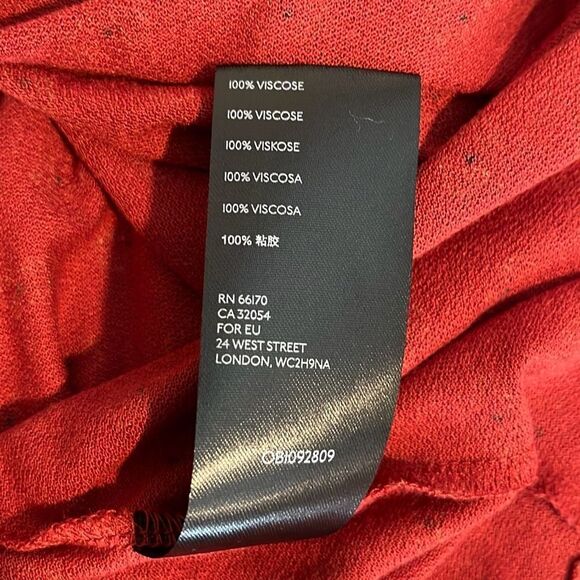 100% VISCOSE
100% VISCOSE
100% VISKOSE
100% VISCOSA
100% VISCOSA
100% 粘胶
RN 66170
CA 32054
FOR EU
24 WEST STREET
LONDON, WC2H9NA
OB1092809